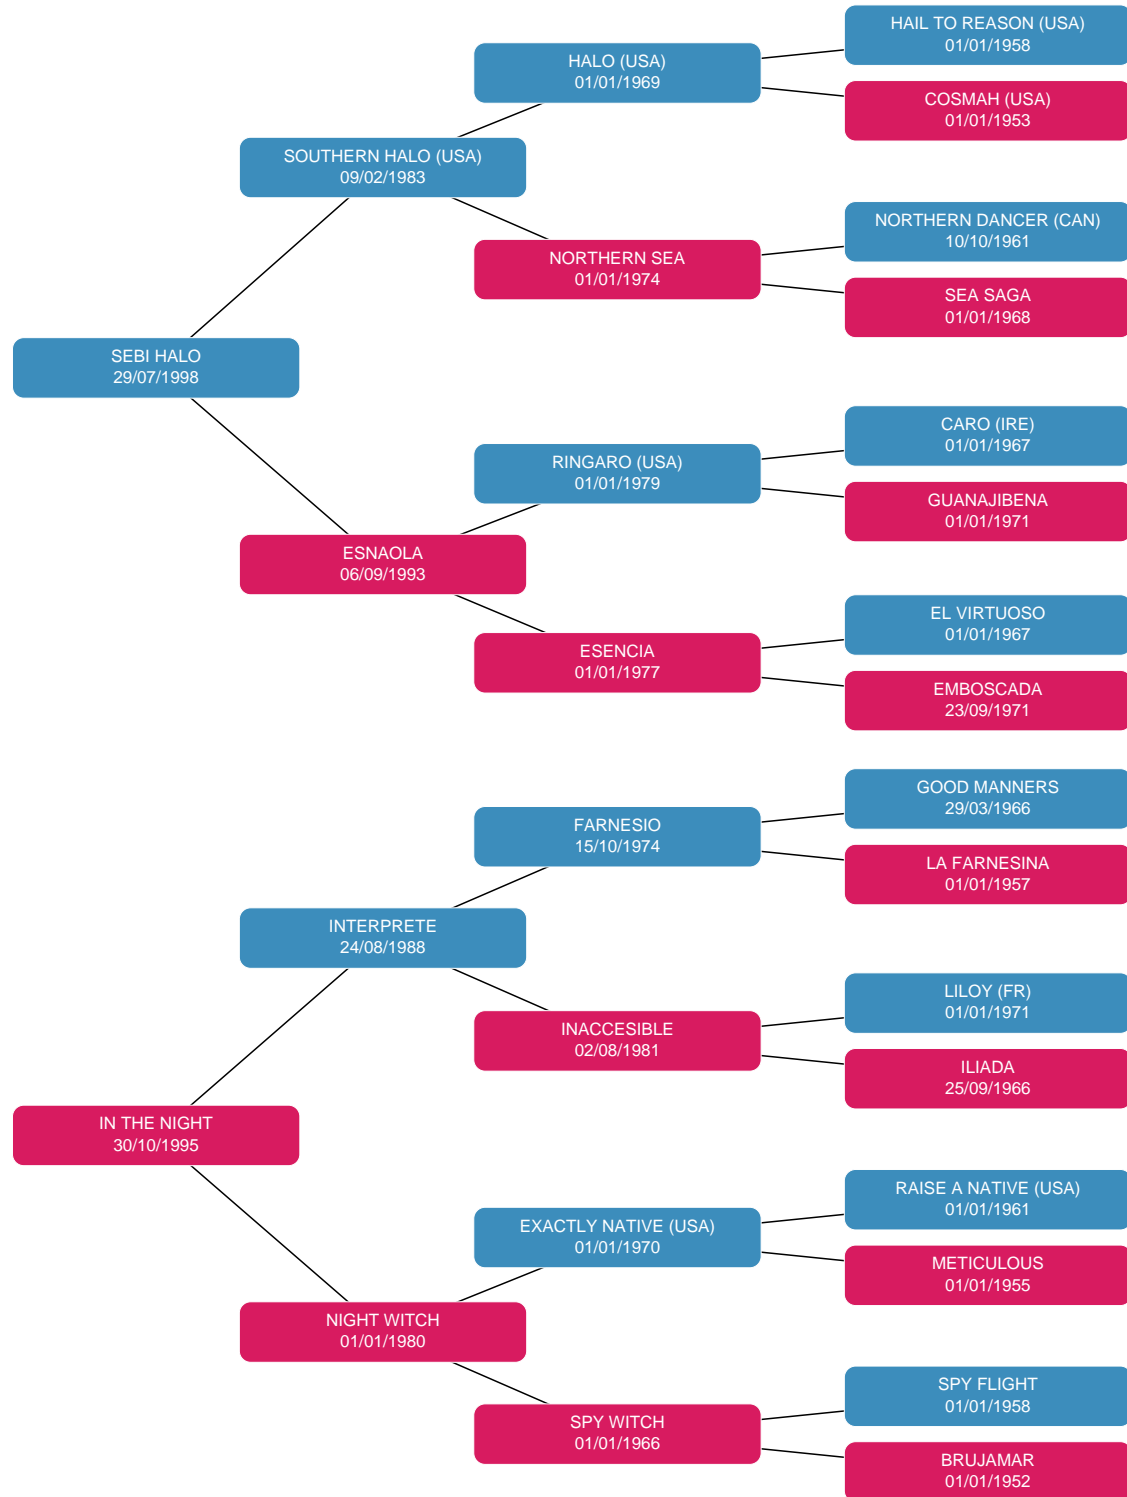 HAIL TO REASON (USA)
01/01/1958
HALO (USA)
01/01/1969
COSMAH (USA)
01/01/1953
SOUTHERN HALO (USA)
09/02/1983
NORTHERN DANCER (CAN)
10/10/1961
NORTHERN SEA
01/01/1974
SEA SAGA
01/01/1968
SEBI HALO
29/07/1998
CARO (IRE)
01/01/1967
RINGARO (USA)
01/01/1979
GUANAJIBENA
01/01/1971
ESNAOLA
06/09/1993
EL VIRTUOSO
01/01/1967
ESENCIA
01/01/1977
EMBOSCADA
23/09/1971
GOOD MANNERS
29/03/1966
FARNESIO
15/10/1974
LA FARNESINA
01/01/1957
INTERPRETE
24/08/1988
LILOY (FR)
01/01/1971
INACCESIBLE
02/08/1981
ILIADA
25/09/1966
IN THE NIGHT
30/10/1995
RAISE A NATIVE (USA)
01/01/1961
EXACTLY NATIVE (USA)
01/01/1970
METICULOUS
01/01/1955
NIGHT WITCH
01/01/1980
SPY FLIGHT
01/01/1958
SPY WITCH
01/01/1966
BRUJAMAR
01/01/1952